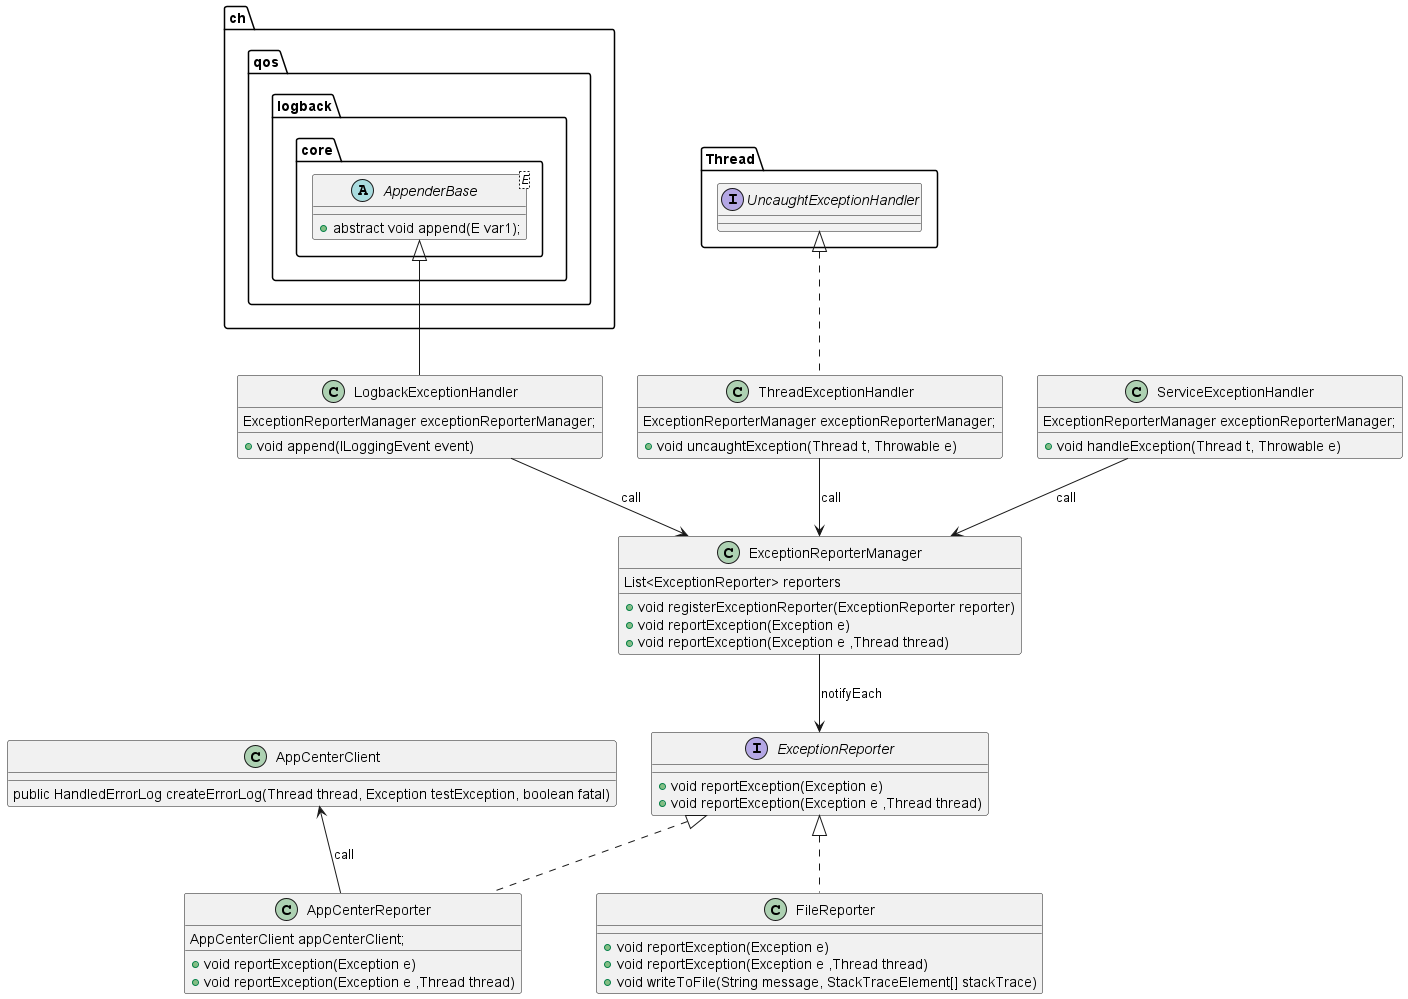 ch
qos
logback
core
A AppenderBase E
abstract void append(E var1);
Thread
I UncaughtExceptionHandler
C LogbackExceptionHandler
ExceptionReporterManager exceptionReporterManager;
void append(ILoggingEvent event)
C ThreadExceptionHandler
ExceptionReporterManager exceptionReporterManager;
void uncaughtException(Thread t, Throwable e)
C ServiceExceptionHandler
ExceptionReporterManager exceptionReporterManager;
void handleException(Thread t, Throwable e)
call
call
call
C ExceptionReporterManager
List<ExceptionReporter> reporters
void registerExceptionReporter(ExceptionReporter reporter)
void reportException(Exception e)
void reportException(Exception e ,Thread thread)
notifyEach
C AppCenterClient
public HandledErrorLog createErrorLog(Thread thread, Exception testException, boolean fatal)
I ExceptionReporter
void reportException(Exception e)
void reportException(Exception e ,Thread thread)
call
C AppCenterReporter
AppCenterClient appCenterClient;
void reportException(Exception e)
void reportException(Exception e ,Thread thread)
C FileReporter
void reportException(Exception e)
void reportException(Exception e ,Thread thread)
void writeToFile(String message, StackTraceElement[] stackTrace)